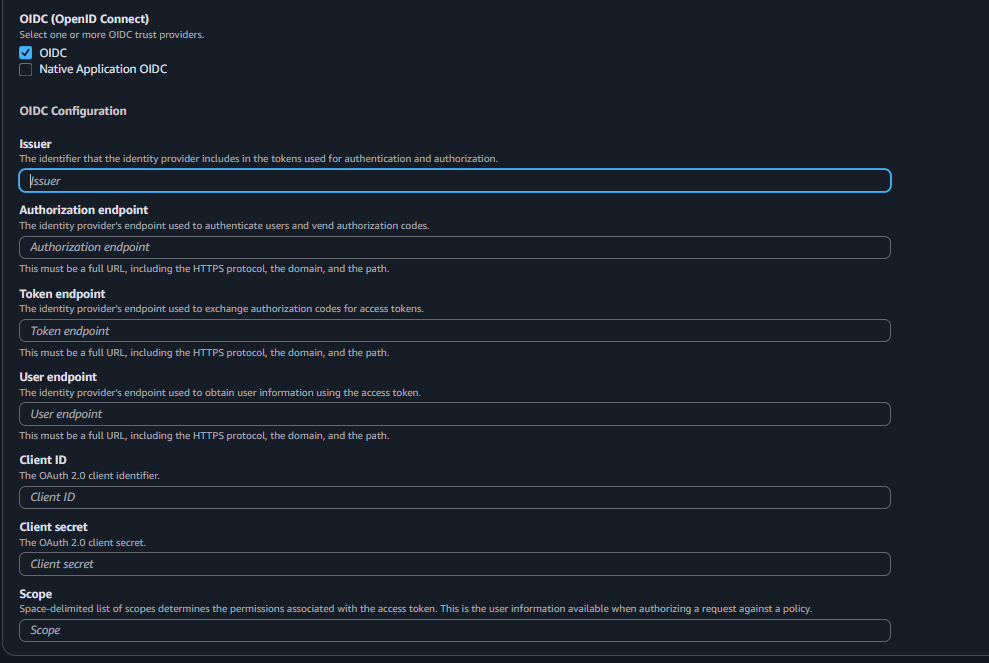 OIDC (OpenID Connect)
Select one or more OIDC trust providers.
OIDC
Native Application OIDC
OIDC Configuration
Issuer
The identifier that the identity provider includes in the tokens used for authentication and authorization.
Issuer
Authorization endpoint
The identity provider's endpoint used to authenticate users and vend authorization codes.
Authorization endpoint
This must be a full URL, including the HTTPS protocol, the domain, and the path.
Token endpoint
The identity provider's endpoint used to exchange authorization codes for access tokens.
Token endpoint
This must be a full URL, including the HTTPS protocol, the domain, and the path.
User endpoint
The identity provider's endpoint used to obtain user information using the access token.
User endpoint
This must be a full URL, including the HTTPS protocol, the domain, and the path.
Client ID
The OAuth 2.0 client identifier.
Client ID
Client secret
The OAuth 2.0 client secret.
Client secret
Scope
Space-delimited list of scopes determines the permissions associated with the access token. This is the user information available when authorizing a request against a policy.
Scope